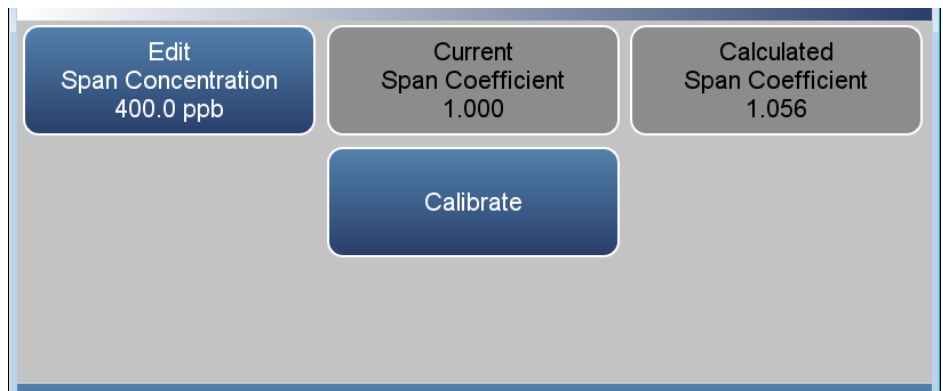 Edit
Span Concentration
400.0 ppb
Current
Span Coefficient
1.000
Calculated
Span Coefficient
1.056
Calibrate